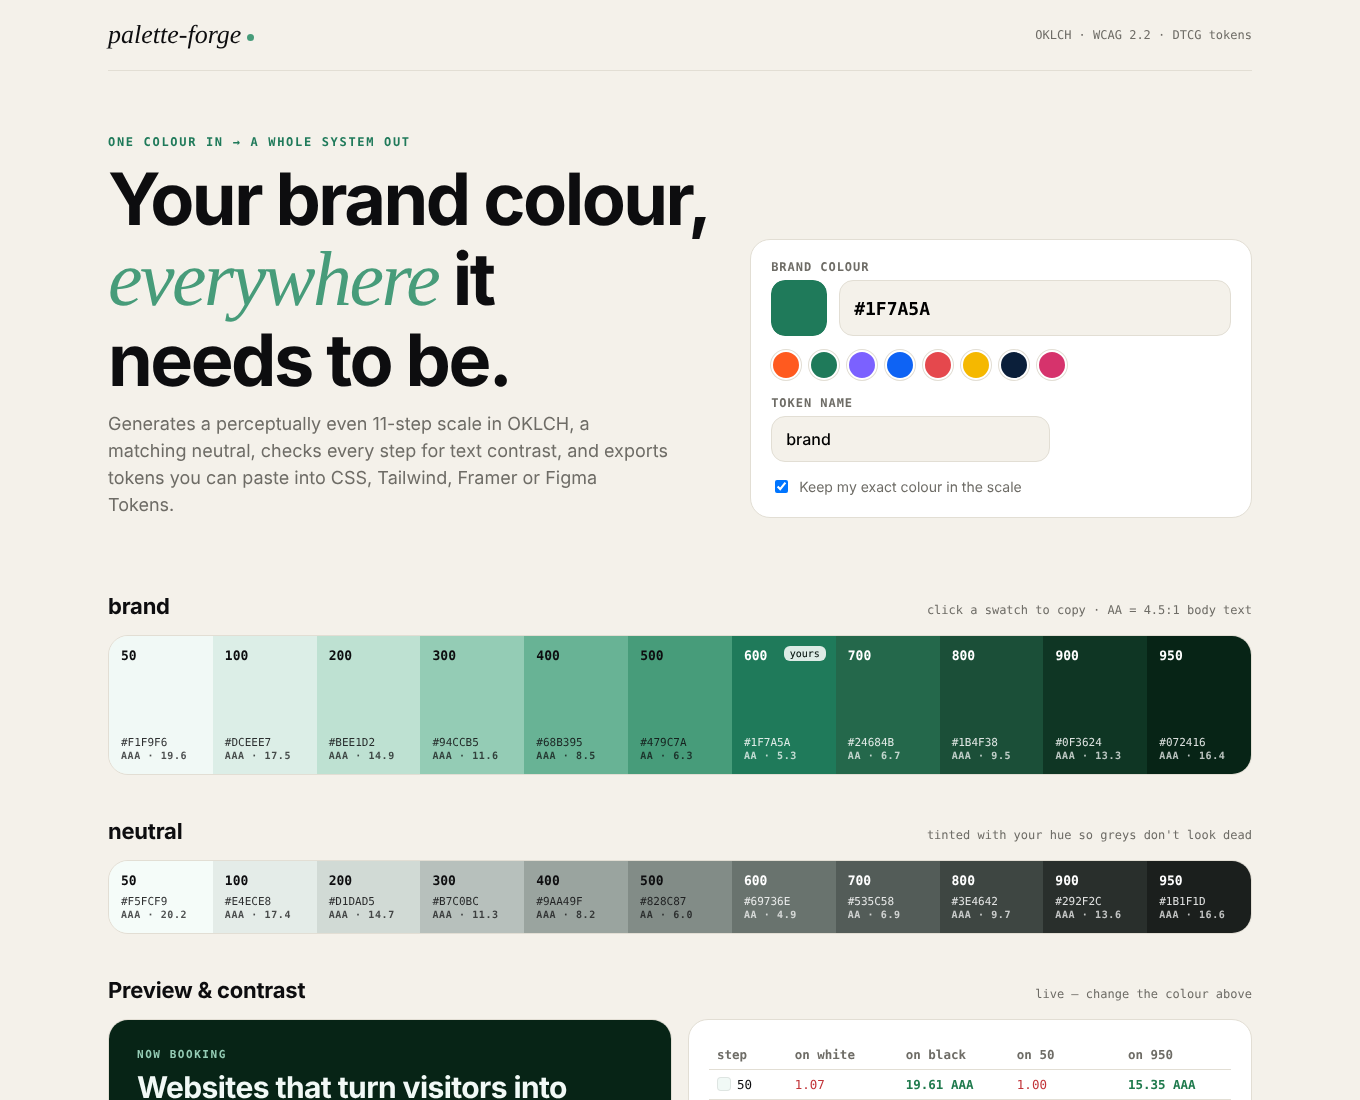 palette-forge
OKLCH · WCAG 2.2 · DTCG tokens
ONE COLOUR IN → A WHOLE SYSTEM OUT
Your brand colour,
everywhere it
needs to be.
Generates a perceptually even 11-step scale in OKLCH, a
matching neutral, checks every step for text contrast, and exports
tokens you can paste into CSS, Tailwind, Framer or Figma
Tokens.
BRAND COLOUR
#1F7A5A
TOKEN NAME
brand
Keep my exact colour in the scale
brand
click a swatch to copy · AA = 4.5:1 body text
50 100 200 300 400 500 600 yours 700 800 900 950
#F1F9F6 #DCEEE7 #BEE1D2 #94CCB5 #68B395 #479C7A #1F7A5A #24684B #1B4F38 #0F3624 #072416
AAA · 19.6 AAA · 17.5 AAA · 14.9 AAA · 11.6 AAA · 8.5 AA · 6.3 AA · 5.3 AA · 6.7 AAA · 9.5 AAA · 13.3 AAA · 16.4
neutral
tinted with your hue so greys don't look dead
50 100 200 300 400 500 600 700 800 900 950
#F5FCF9 #E4ECE8 #D1DAD5 #B7C0BC #9AA49F #828C87 #69736E #535C58 #3E4642 #292F2C #1B1F1D
AAA · 20.2 AAA · 17.4 AAA · 14.7 AAA · 11.3 AAA · 8.2 AA · 6.0 AA · 4.9 AA · 6.9 AAA · 9.7 AAA · 13.6 AAA · 16.6
Preview & contrast
live — change the colour above
NOW BOOKING
Websites that turn visitors into
step on white on black on 50 on 950
50 1.07 19.61 AAA 1.00 15.35 AAA